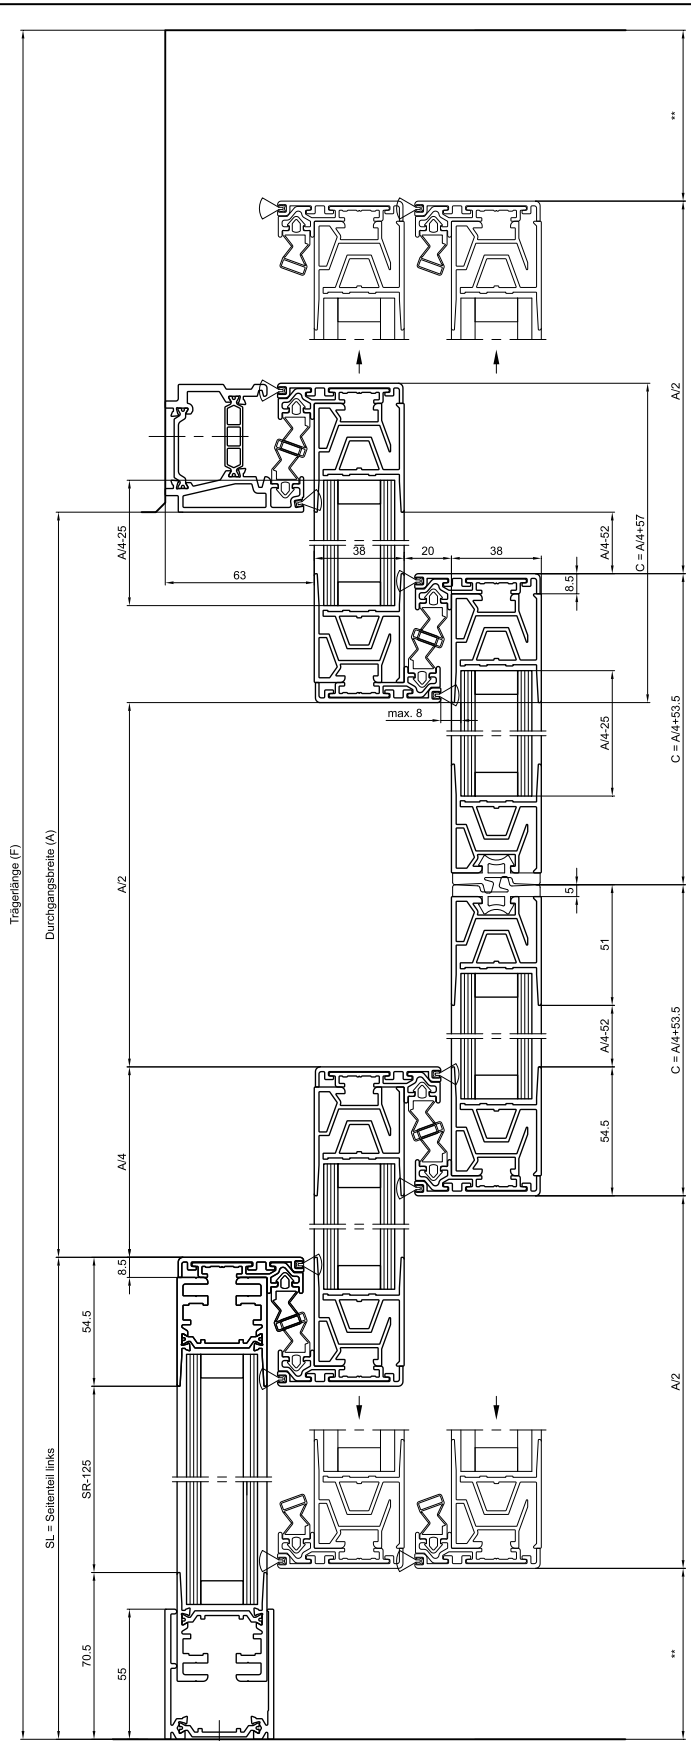 Trägerlänge (F)
Durchgangsbreite (A)
SL = Seitenteil links
**
A/2
A/4-25
63
38
20
38
A/4-52
C = A/4+57
8.5
max. 8
A/4-25
C = A/4+53.5
A/2
5
51
A/4-52
C = A/4+53.5
54.5
A/4
8.5
54.5
A/2
SR-125
70.5
55
**